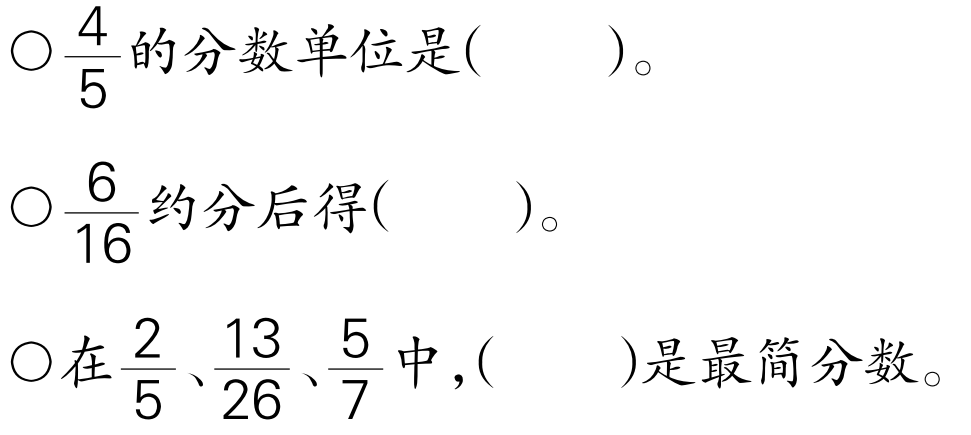 ○4/5的分数单位是(　　)。
○6/16约分后得(　　)。
○在2/5、13/26、5/7中,(　　)是最简分数。